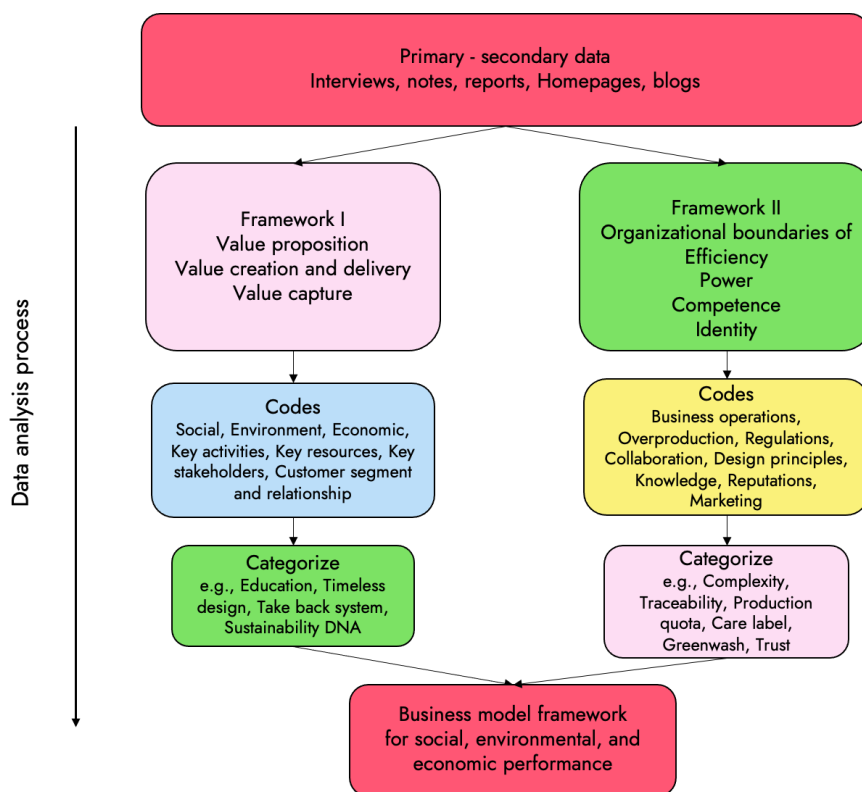 Primary - secondary data
Interviews, notes, reports, Homepages, blogs
Data analysis process
Framework I
Value proposition
Value creation and delivery
Value capture
Framework II
Organizational boundaries of
Efficiency
Power
Competence
Identity
Codes
Social, Environment, Economic,
Key activities, Key resources, Key
stakeholders, Customer segment
and relationship
Codes
Business operations,
Overproduction, Regulations,
Collaboration, Design principles,
Knowledge, Reputations,
Marketing
Categorize
e.g., Education, Timeless
design, Take back system,
Sustainability DNA
Categorize
e.g., Complexity,
Traceability, Production
quota, Care label,
Greenwash, Trust
Business model framework
for social, environmental, and
economic performance